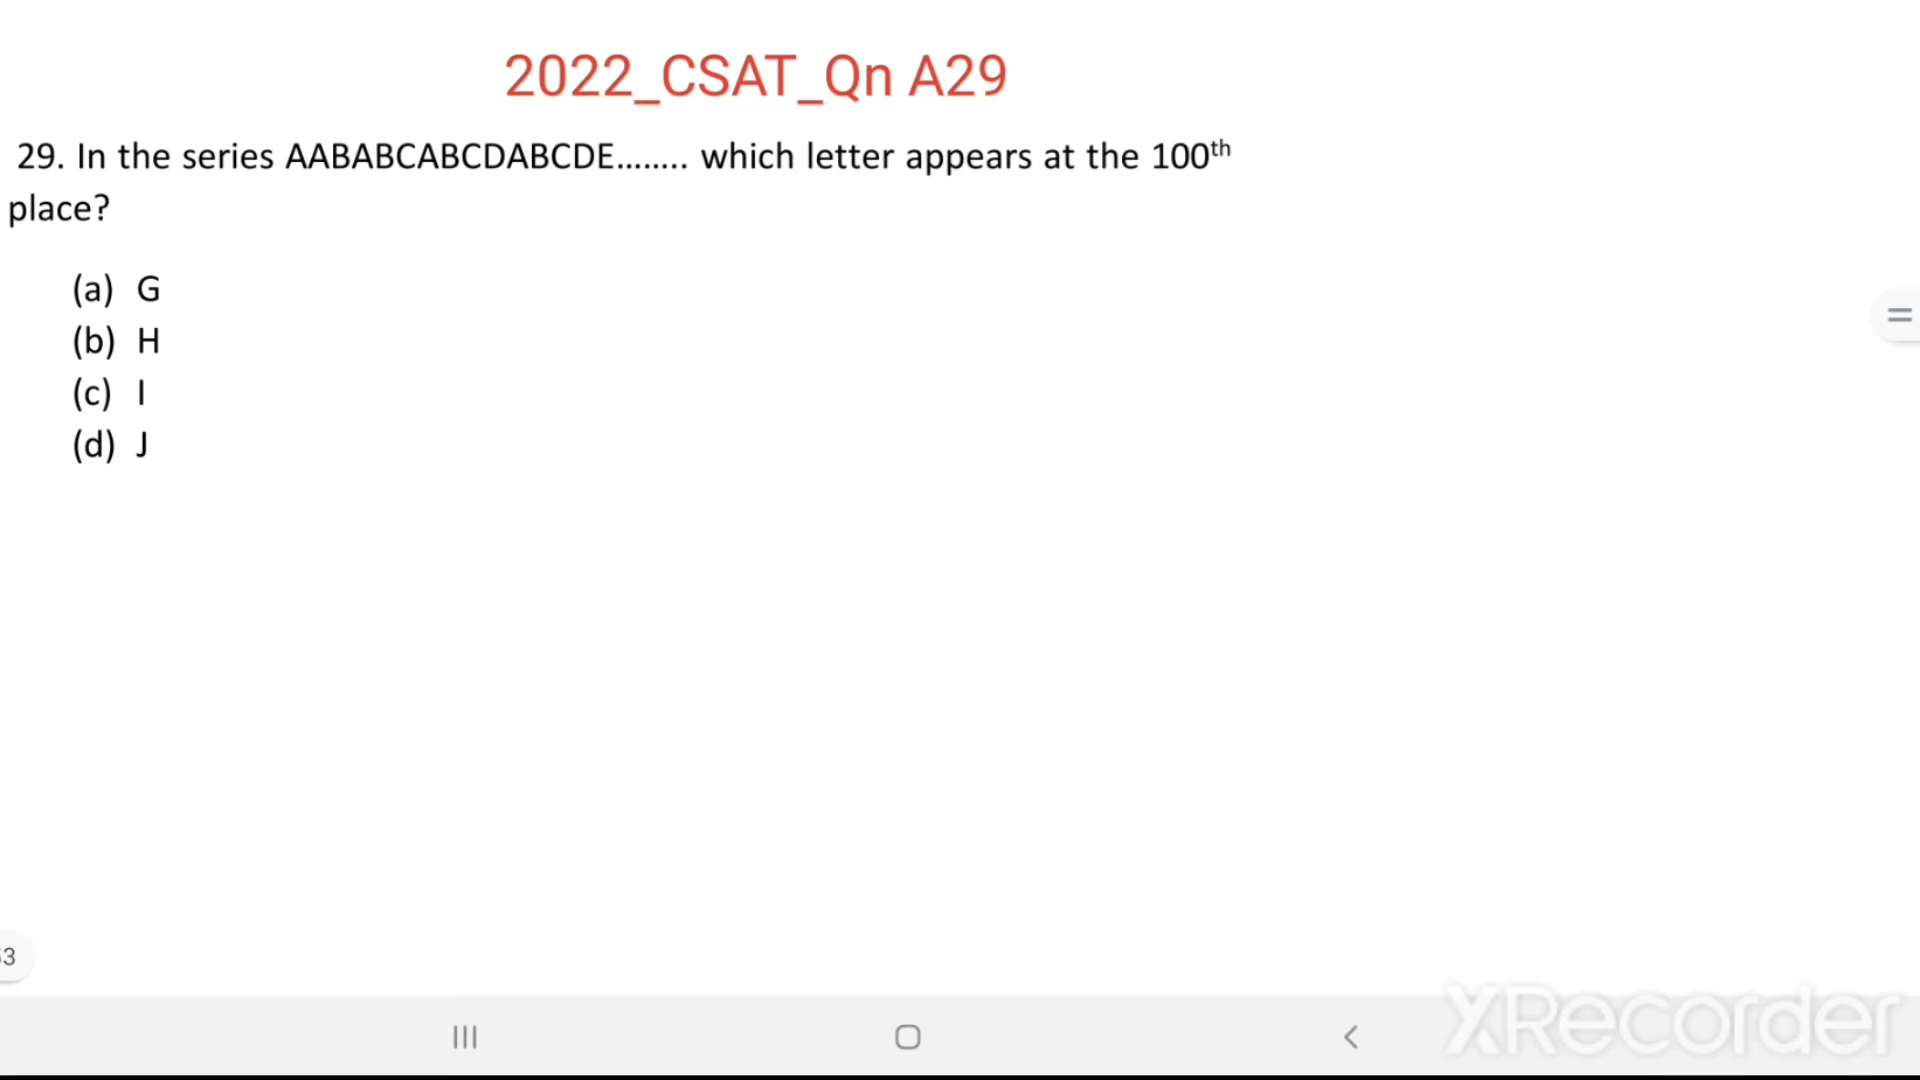 2022_CSAT_Qn A29
29. In the series AABABCABCDABCDE........ which letter appears at the 100th
place?
(a) G
(b) H
(c) I
(d) J
3
XRecorder